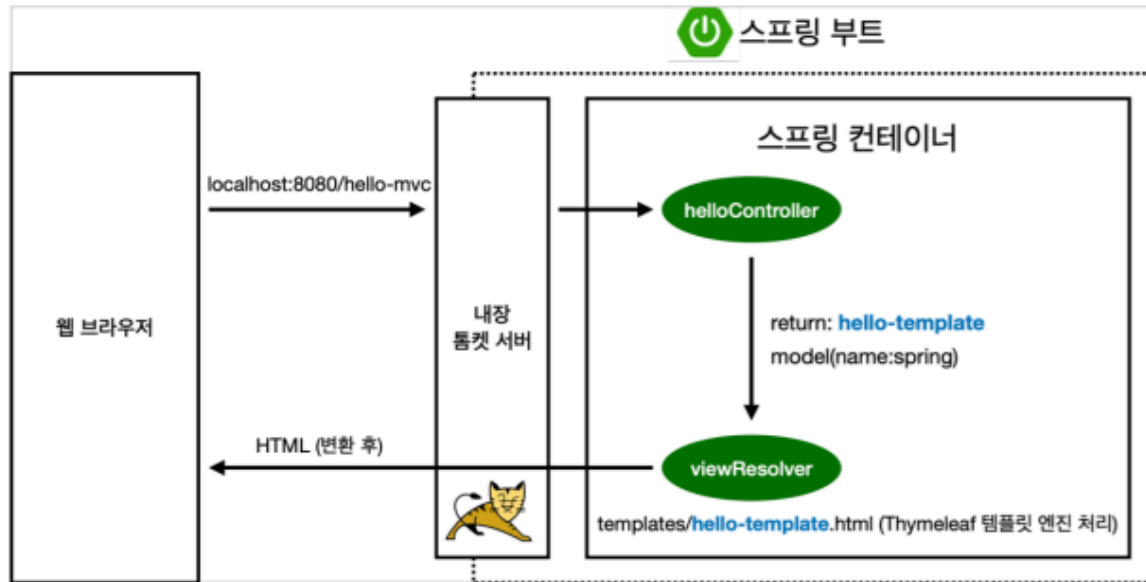 스프링 부트
스프링 컨테이너
localhost:8080/hello-mvc
helloController
웹 브라우저
내장
톰켓 서버
return: hello-template
model(name:spring)
HTML (변환 후)
viewResolver
templates/hello-template.html (Thymeleaf 템플릿 엔진 처리)